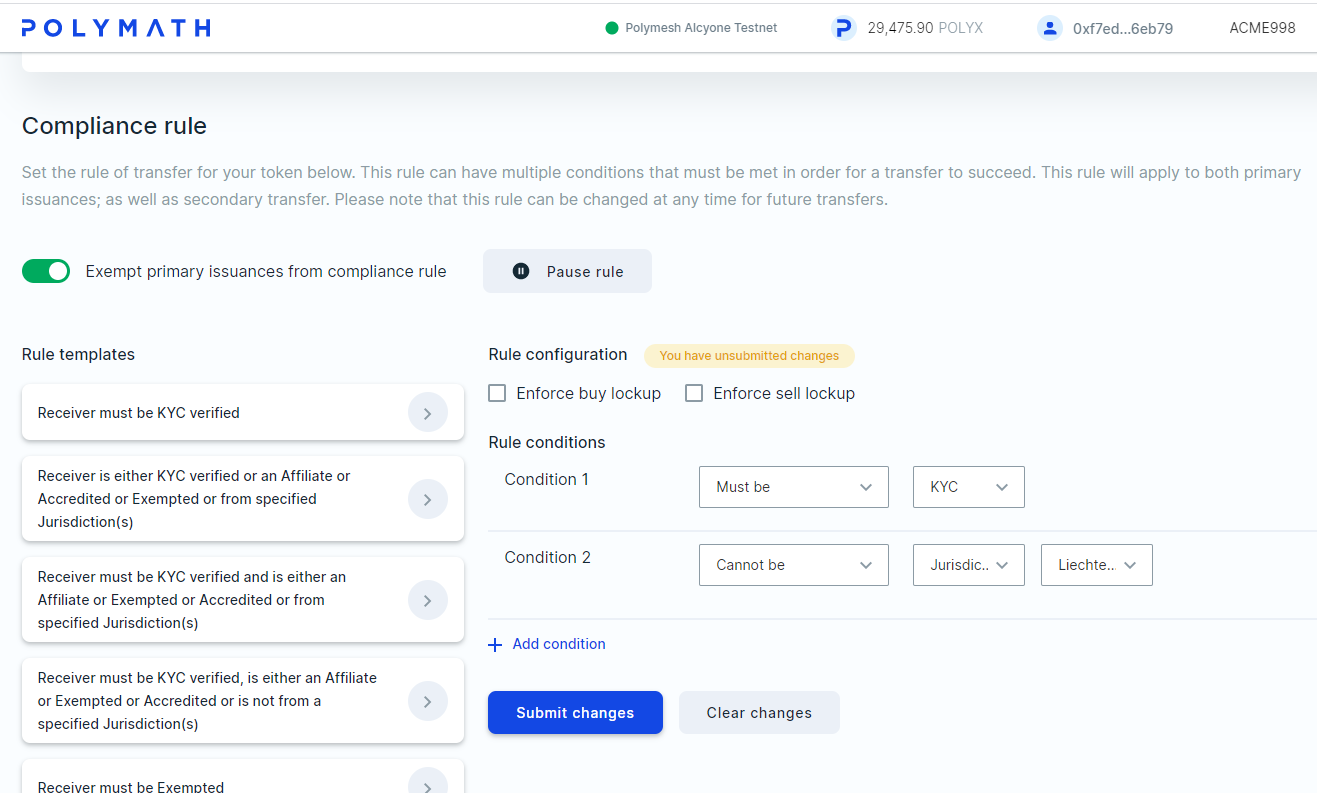 POLYMATH
Polymesh Alcyone Testnet
29,475.90 POLYX
0xf7ed...6eb79
ACME998
Compliance rule
Set the rule of transfer for your token below. This rule can have multiple conditions that must be met in order for a transfer to succeed. This rule will apply to both primary
issuances; as well as secondary transfer. Please note that this rule can be changed at any time for future transfers.
Exempt primary issuances from compliance rule
Pause rule
Rule templates
Receiver must be KYC verified
Receiver is either KYC verified or an Affiliate or
Accredited or Exempted or from specified
Jurisdiction(s)
Receiver must be KYC verified and is either an
Affiliate or Exempted or Accredited or from
specified Jurisdiction(s)
Receiver must be KYC verified, is either an Affiliate
or Exempted or Accredited or is not from a
specified Jurisdiction(s)
Receiver must be Exempted
Rule configuration
You have unsubmitted changes
Enforce buy lockup
Enforce sell lockup
Rule conditions
Condition 1
Must be
KYC
Condition 2
Cannot be
Jurisdic..
Liechte..
Add condition
Submit changes
Clear changes